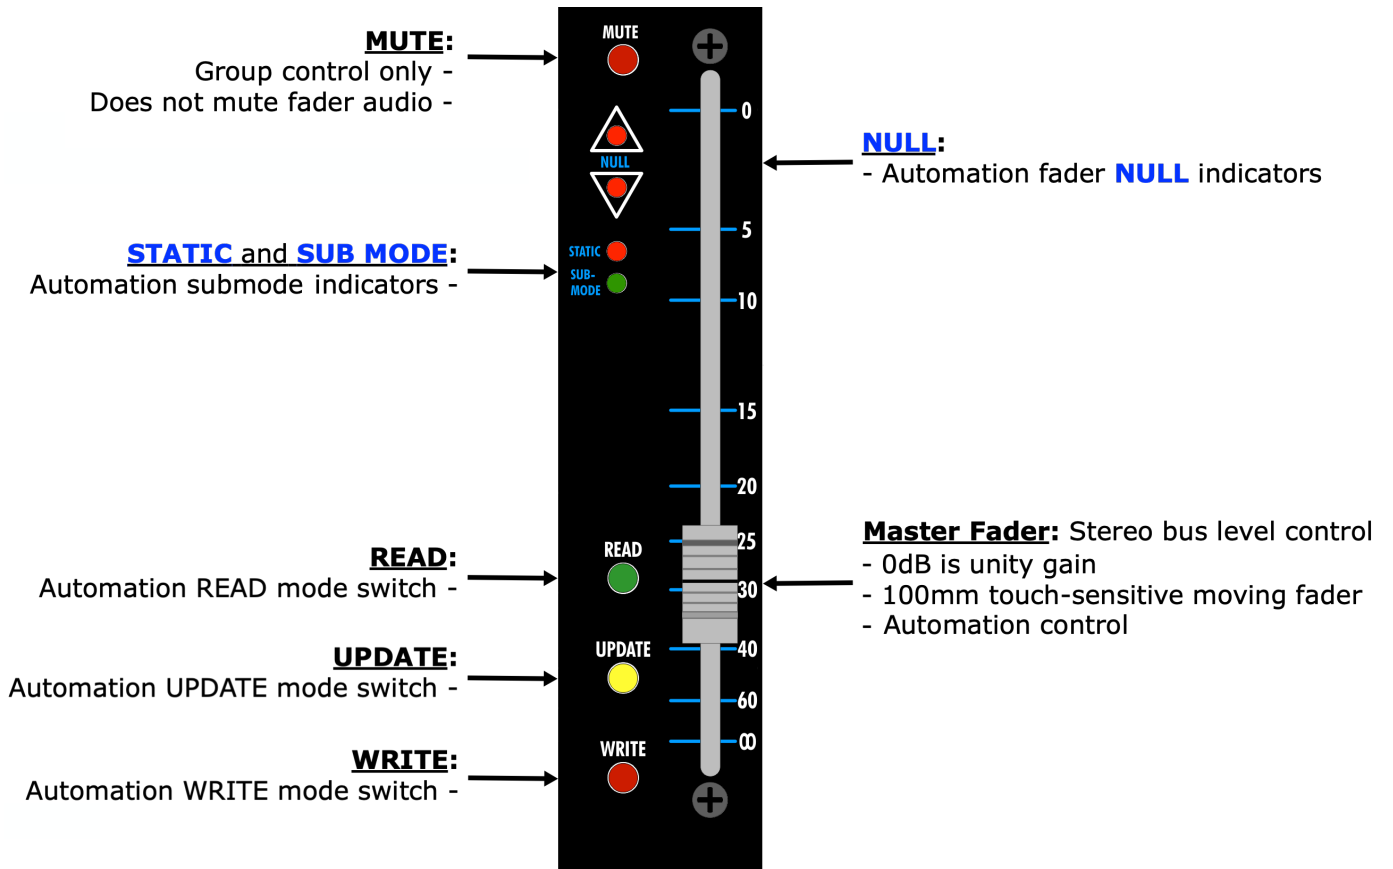 MUTE:
Group control only -
Does not mute fader audio -
STATIC and SUB MODE:
Automation submode indicators -
READ:
Automation READ mode switch -
UPDATE:
Automation UPDATE mode switch -
WRITE:
Automation WRITE mode switch -
MUTE
NULL
STATIC
SUB-
MODE
READ
UPDATE
WRITE
0
5
10
15
20
25
30
40
60
∞
NULL:
- Automation fader NULL indicators
Master Fader: Stereo bus level control
- 0dB is unity gain
- 100mm touch-sensitive moving fader
- Automation control